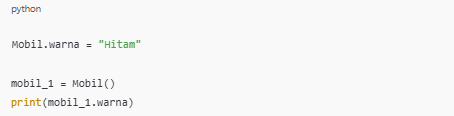 python
Mobil.warna = "Hitam"
mobil_1 = Mobil()
print(mobil_1.warna)